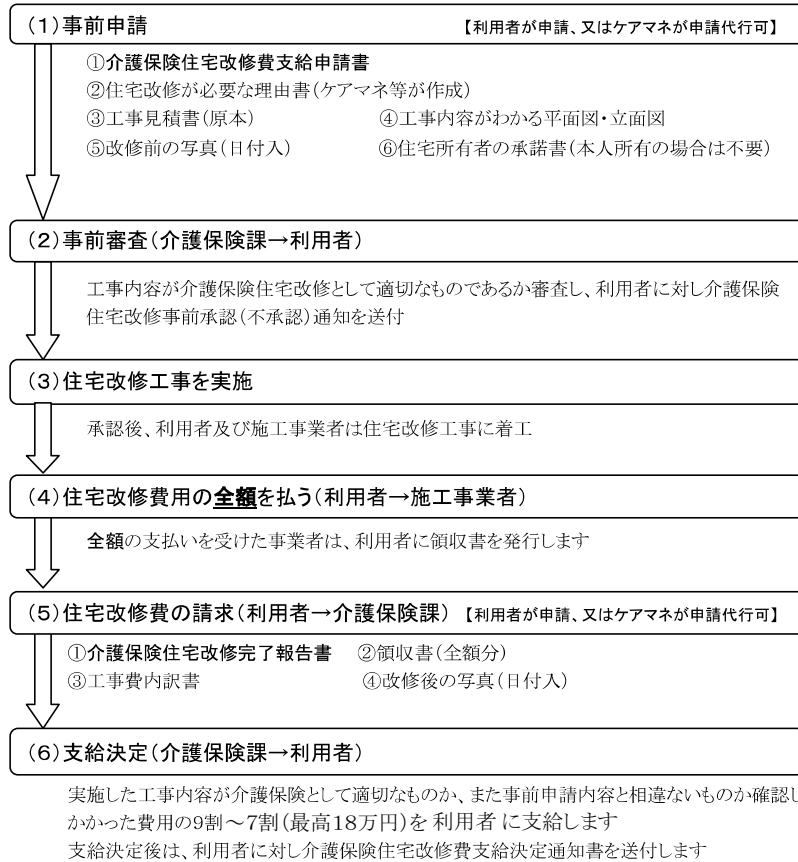 （1）事前申請 【利用者が申請、又はケアマネが申請代行可】
①介護保険住宅改修費支給申請書
②住宅改修が必要な理由書（ケアマネ等が作成）
③工事見積書（原本） ④工事内容がわかる平面図・立面図
⑤改修前の写真（日付入） ⑥住宅所有者の承諾書（本人所有の場合は不要）
（2）事前審査（介護保険課→利用者）
工事内容が介護保険住宅改修として適切なものであるか審査し、利用者に対し介護保険
住宅改修事前承認（不承認）通知を送付
（3）住宅改修工事を実施
承認後、利用者及び施工事業者は住宅改修工事に着工
（4）住宅改修費用の全額を払う（利用者→施工事業者）
全額の支払いを受けた事業者は、利用者に領収書を発行します
（5）住宅改修費の請求（利用者→介護保険課） 【利用者が申請、又はケアマネが申請代行可】
①介護保険住宅改修完了報告書 ②領収書（全額分）
③工事費内訳書 ④改修後の写真（日付入）
（6）支給決定（介護保険課→利用者）
実施した工事内容が介護保険として適切なものか、また事前申請内容と相違ないものか確認し
かかった費用の9割～7割（最高18万円）を利用者に支給します
支給決定後は、利用者に対し介護保険住宅改修費支給決定通知書を送付します